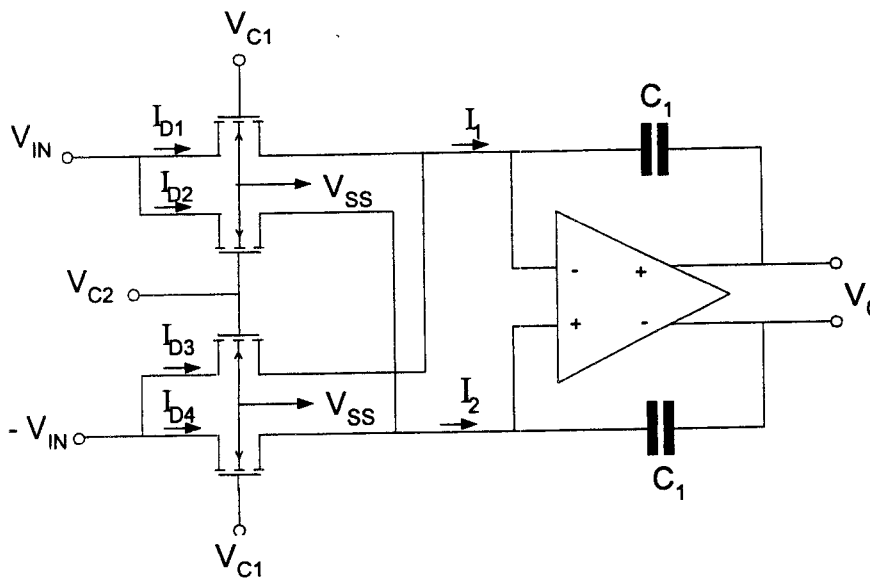 V_C1
C_1
I_D1
I_1
V_IN
I_D2
V_SS
- +
V_C2
+ -
I_D3
I_D4
V_SS
I_2
- V_IN
C_1
V_C1